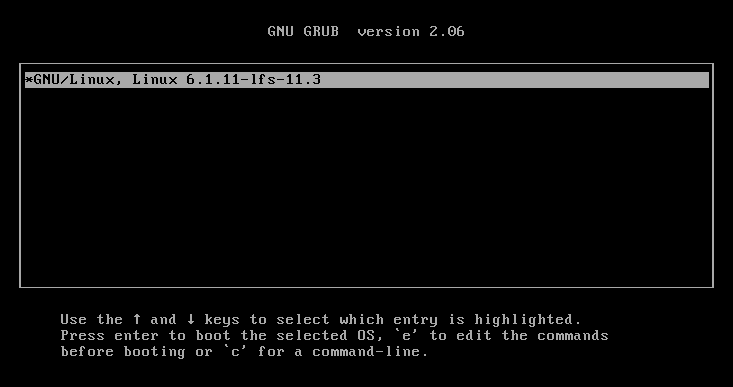 GNU GRUB  version 2.06
*GNU/Linux, Linux 6.1.11-lfs-11.3
Use the ↑ and ↓ keys to select which entry is highlighted.
Press enter to boot the selected OS, `e' to edit the commands
before booting or `c' for a command-line.